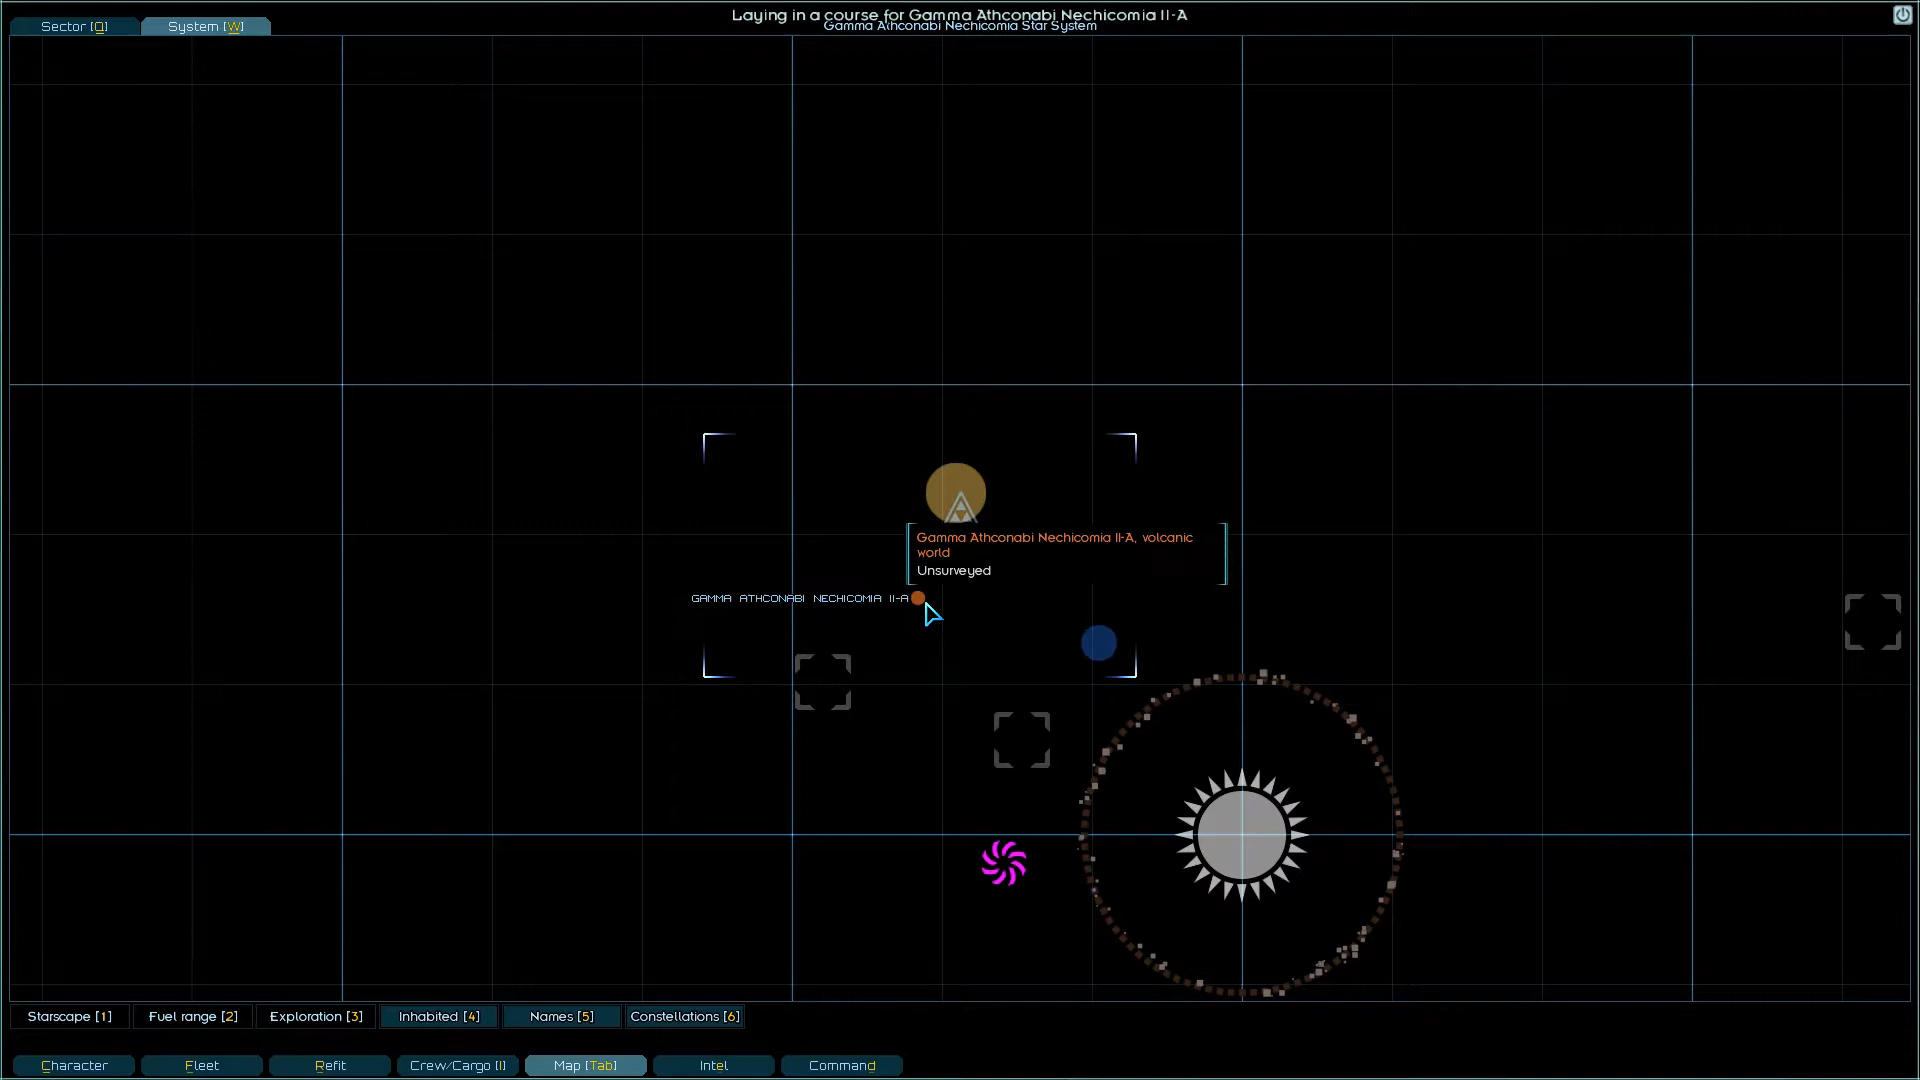 Laying in a course for Gamma Athconabi Nechicomia II-A
Sector [Q]
System [W]
Gamma Athconabi Nechicomia Star System
Gamma Athconabi Nechicomia II-A, volcanic
world
Unsurveyed
GAMMA ATHCONABI NECHICOMIA II-A
Starscape [1]
Fuel range [2]
Exploration [3]
Inhabited [4]
Names [5]
Constellations [6]
Character
Fleet
Refit
Crew/Cargo [I]
Map [Tab]
Intel
Command